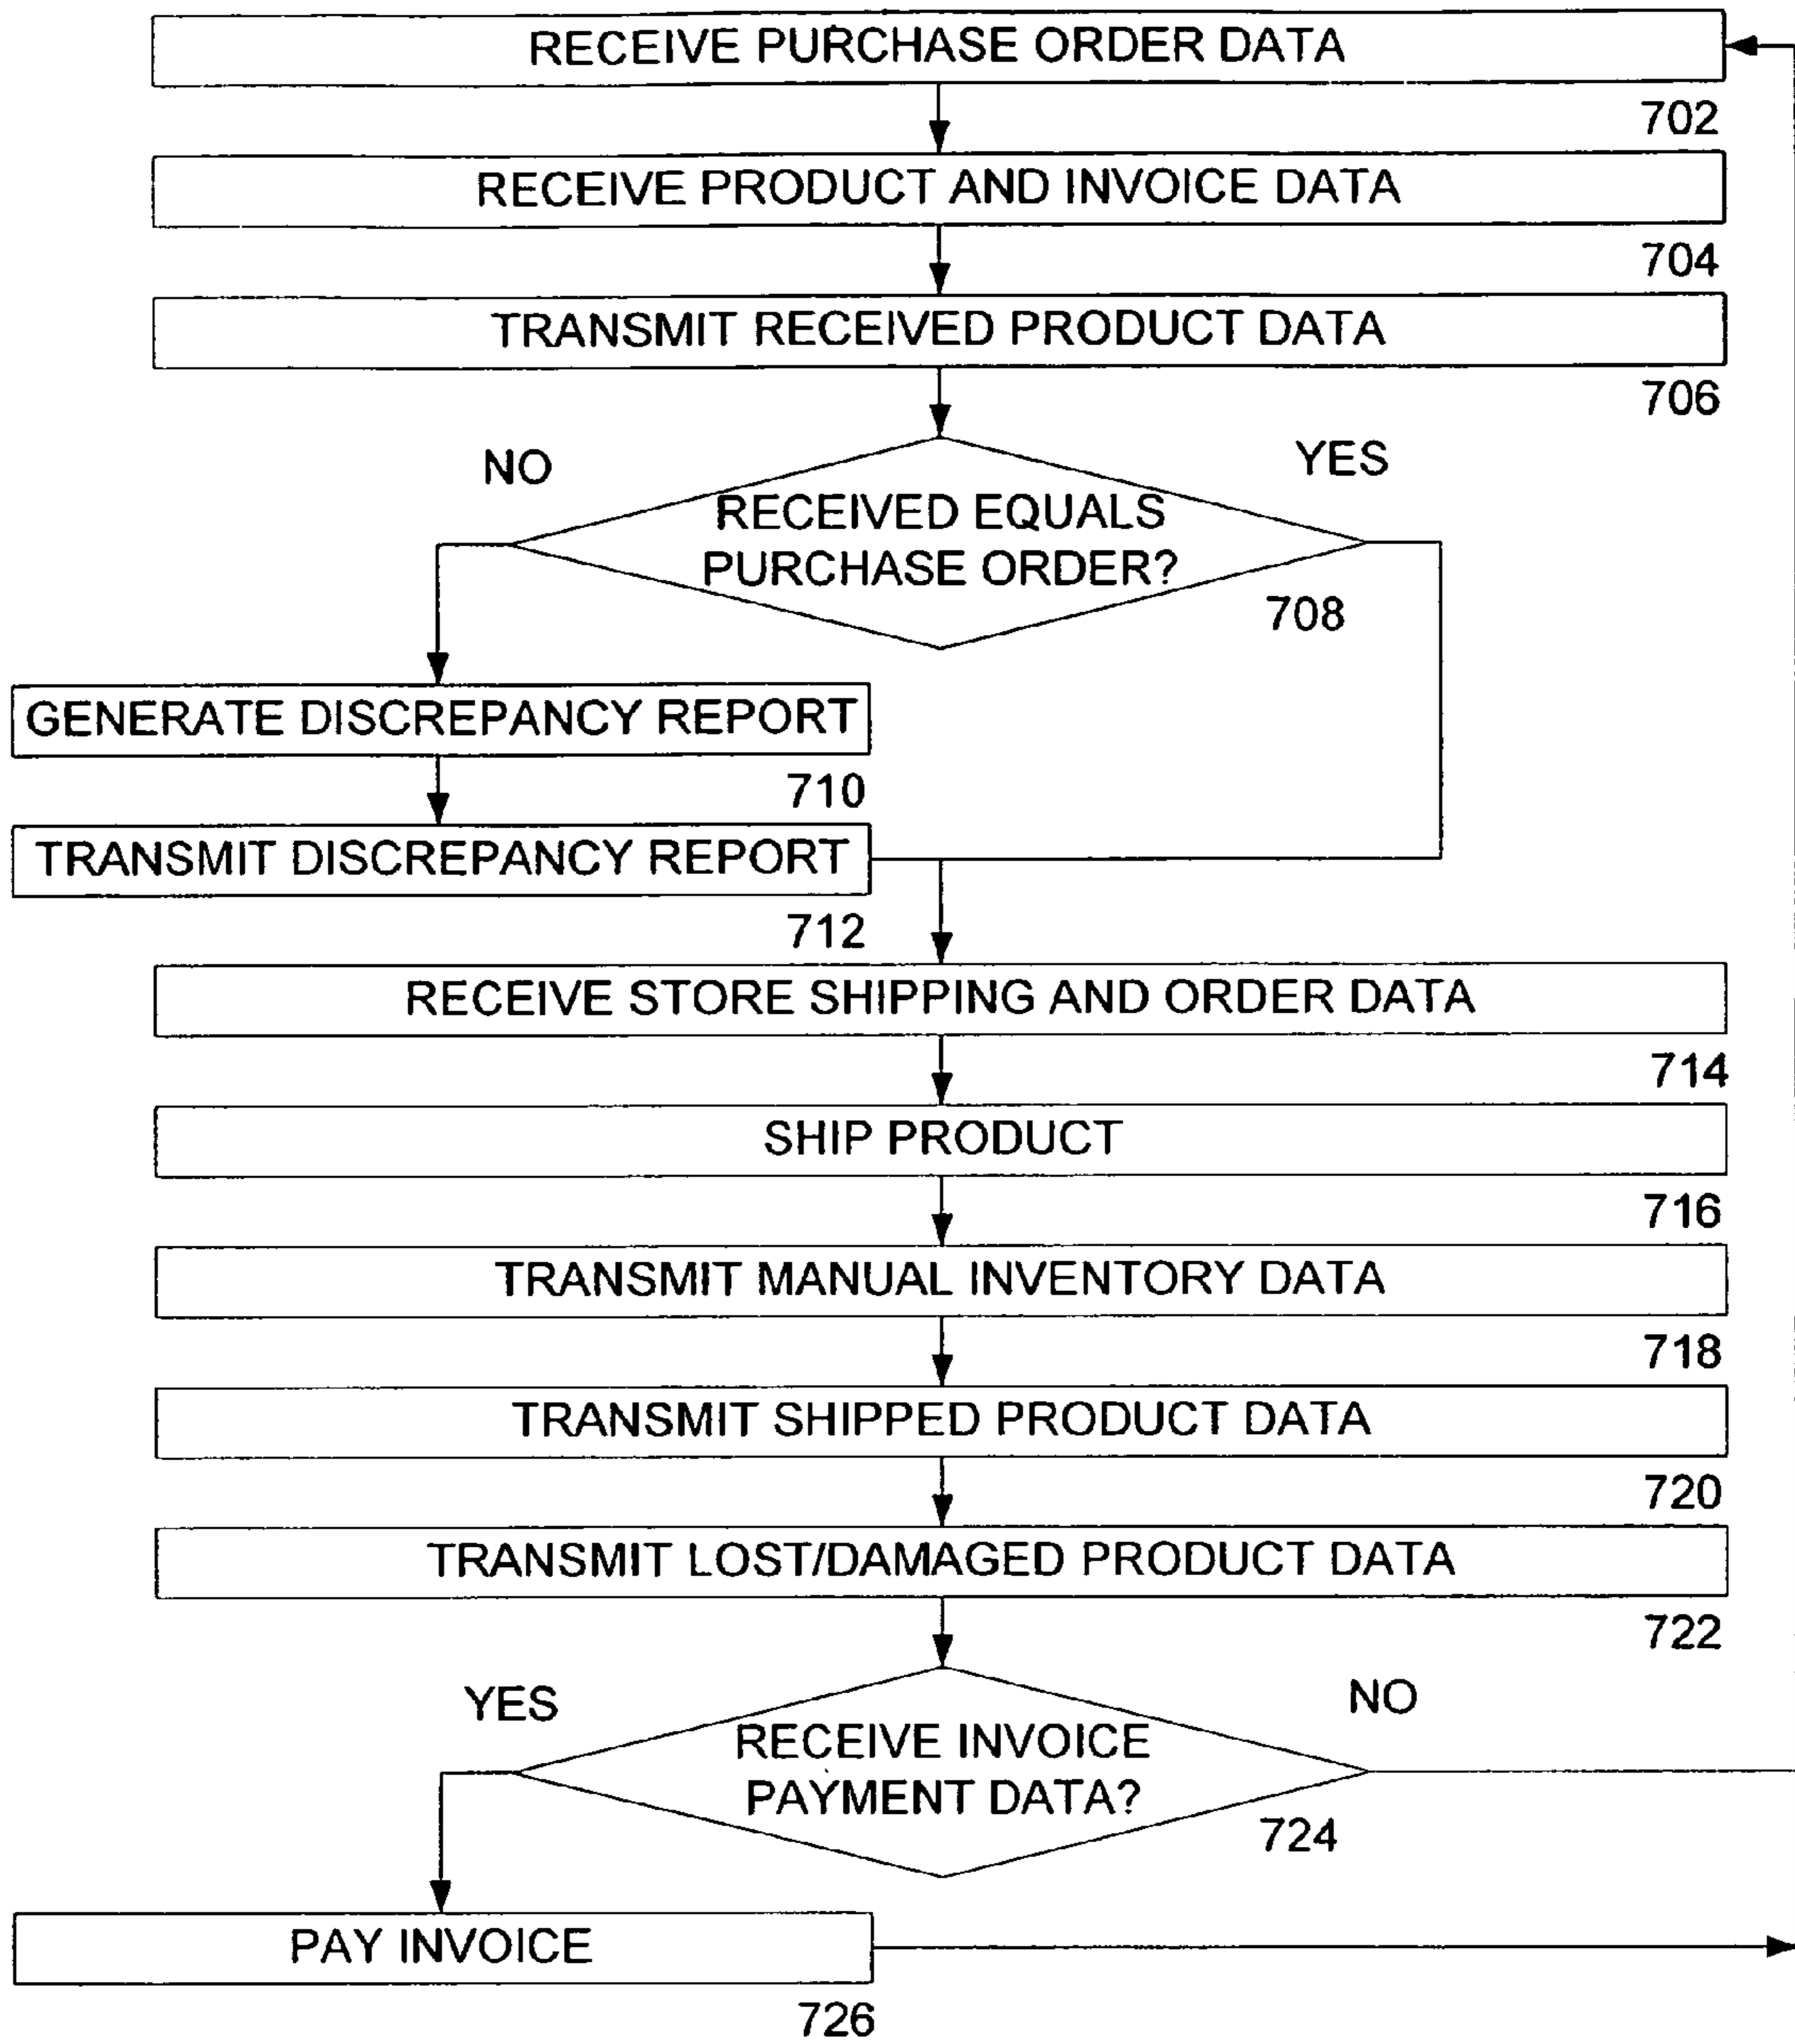 RECEIVE PURCHASE ORDER DATA
702
RECEIVE PRODUCT AND INVOICE DATA
704
TRANSMIT RECEIVED PRODUCT DATA
706
NO
YES
RECEIVED EQUALS
PURCHASE ORDER?
708
GENERATE DISCREPANCY REPORT
710
TRANSMIT DISCREPANCY REPORT
712
RECEIVE STORE SHIPPING AND ORDER DATA
714
SHIP PRODUCT
716
TRANSMIT MANUAL INVENTORY DATA
718
TRANSMIT SHIPPED PRODUCT DATA
720
TRANSMIT LOST/DAMAGED PRODUCT DATA
722
YES
NO
RECEIVE INVOICE
PAYMENT DATA?
724
PAY INVOICE
726